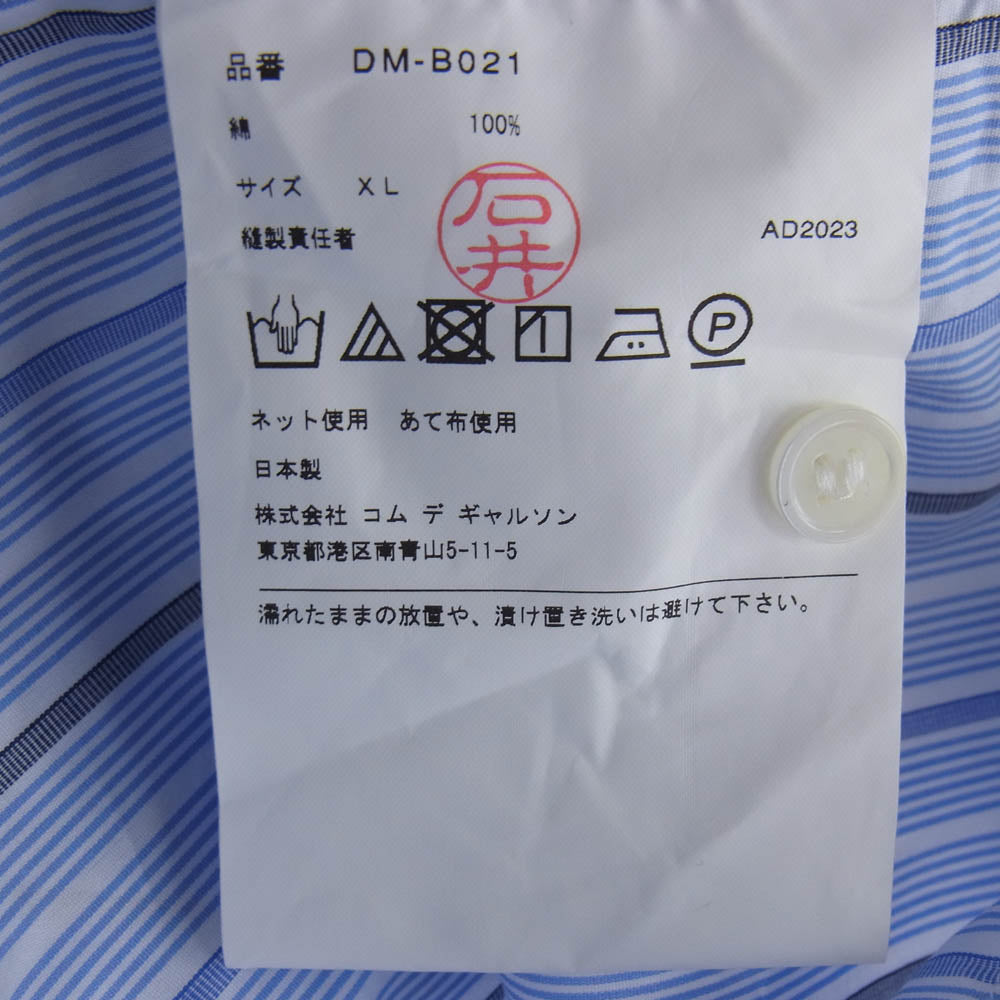 品番 DM-B021
綿 100%
サイズ XL
石井
縫製責任者 AD2023
P
ネット使用 あて布使用
日本製
株式会社 コム デ ギャルソン
東京都港区南青山5-11-5
濡れたままの放置や、漬け置き洗いは避けて下さい。